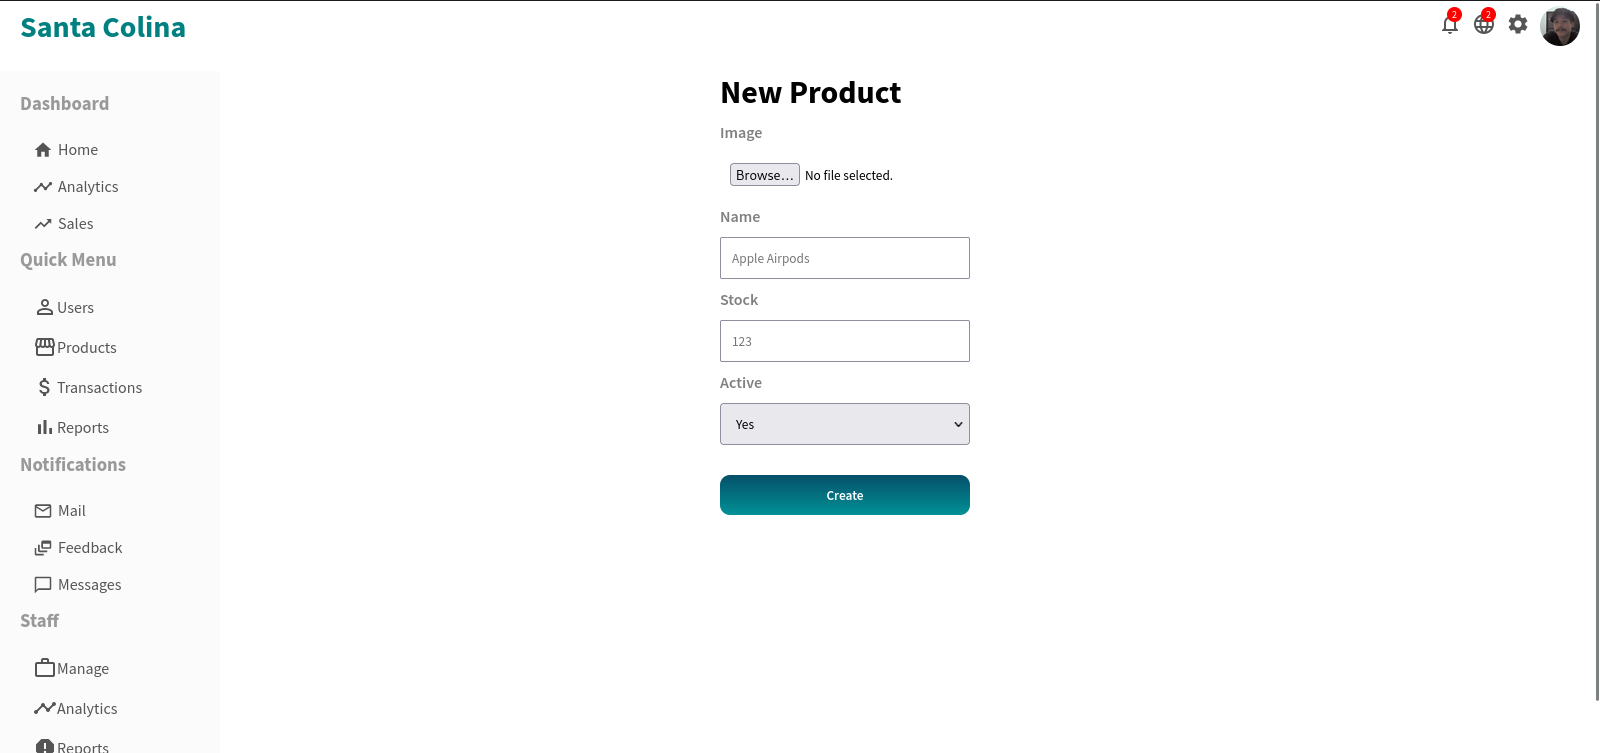 Santa Colina
2
2
Dashboard
Home
Analytics
Sales
Quick Menu
Users
Products
Transactions
Reports
Notifications
Mail
Feedback
Messages
Staff
Manage
Analytics
Reports
New Product
Image
Browse... No file selected.
Name
Apple Airpods
Stock
123
Active
Yes
Create